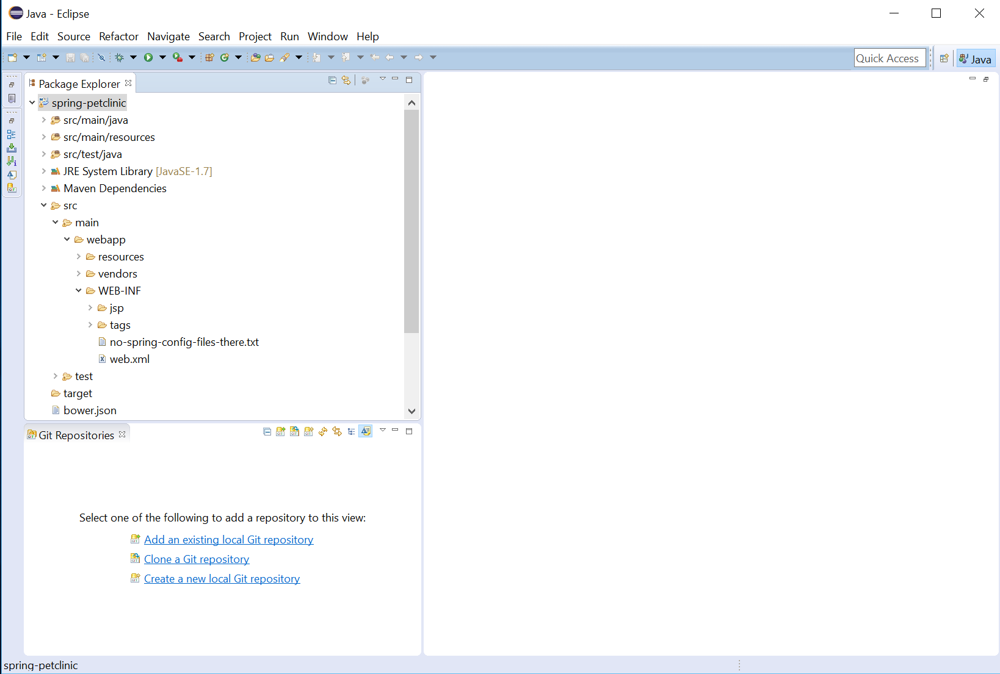 Java - Eclipse
File Edit Source Refactor Navigate Search Project Run Window Help
Quick Access
Java
Package Explorer
spring-petclinic
src/main/java
src/main/resources
src/test/java
JRE System Library [JavaSE-1.7]
Maven Dependencies
src
main
webapp
resources
vendors
WEB-INF
jsp
tags
no-spring-config-files-there.txt
web.xml
test
target
bower.json
Git Repositories
Select one of the following to add a repository to this view:
Add an existing local Git repository
Clone a Git repository
Create a new local Git repository
spring-petclinic